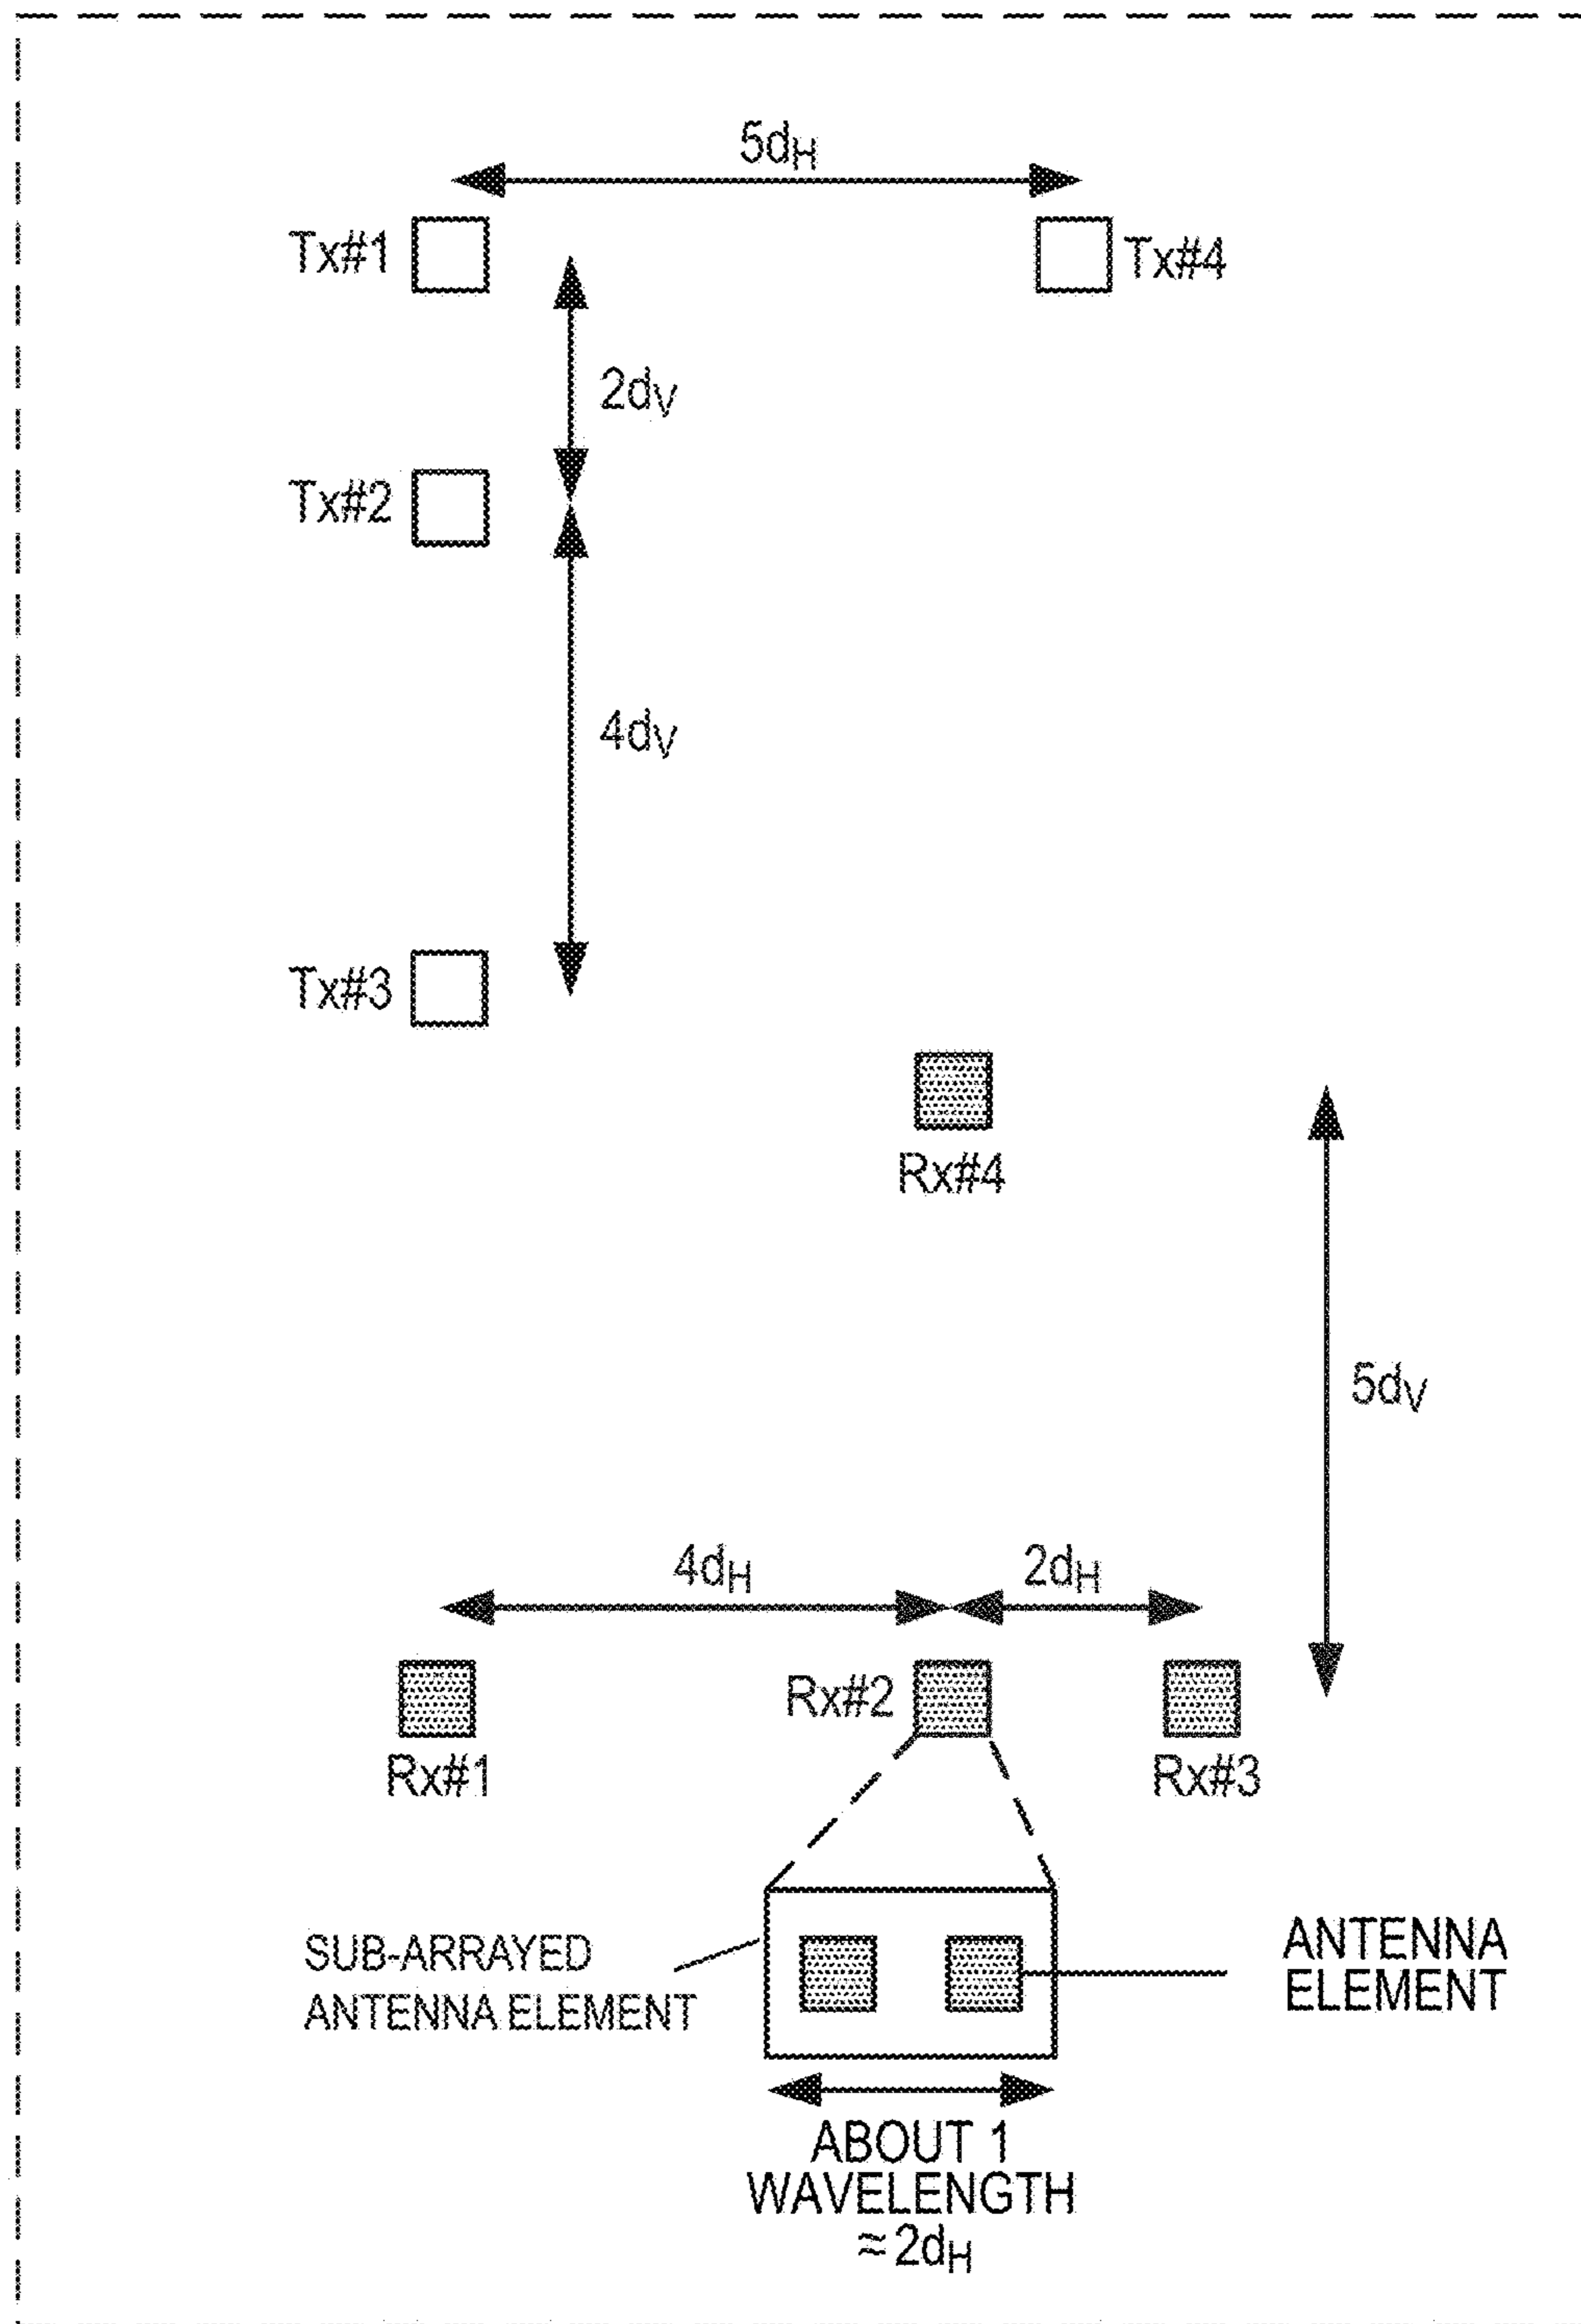 5dH
Tx#1
Tx#4
2dV
Tx#2
4dV
Tx#3
Rx#4
5dV
4dH
2dH
Rx#2
Rx#1
Rx#3
SUB-ARRAYED
ANTENNA ELEMENT
ANTENNA
ELEMENT
ABOUT 1
WAVELENGTH
≈2dH